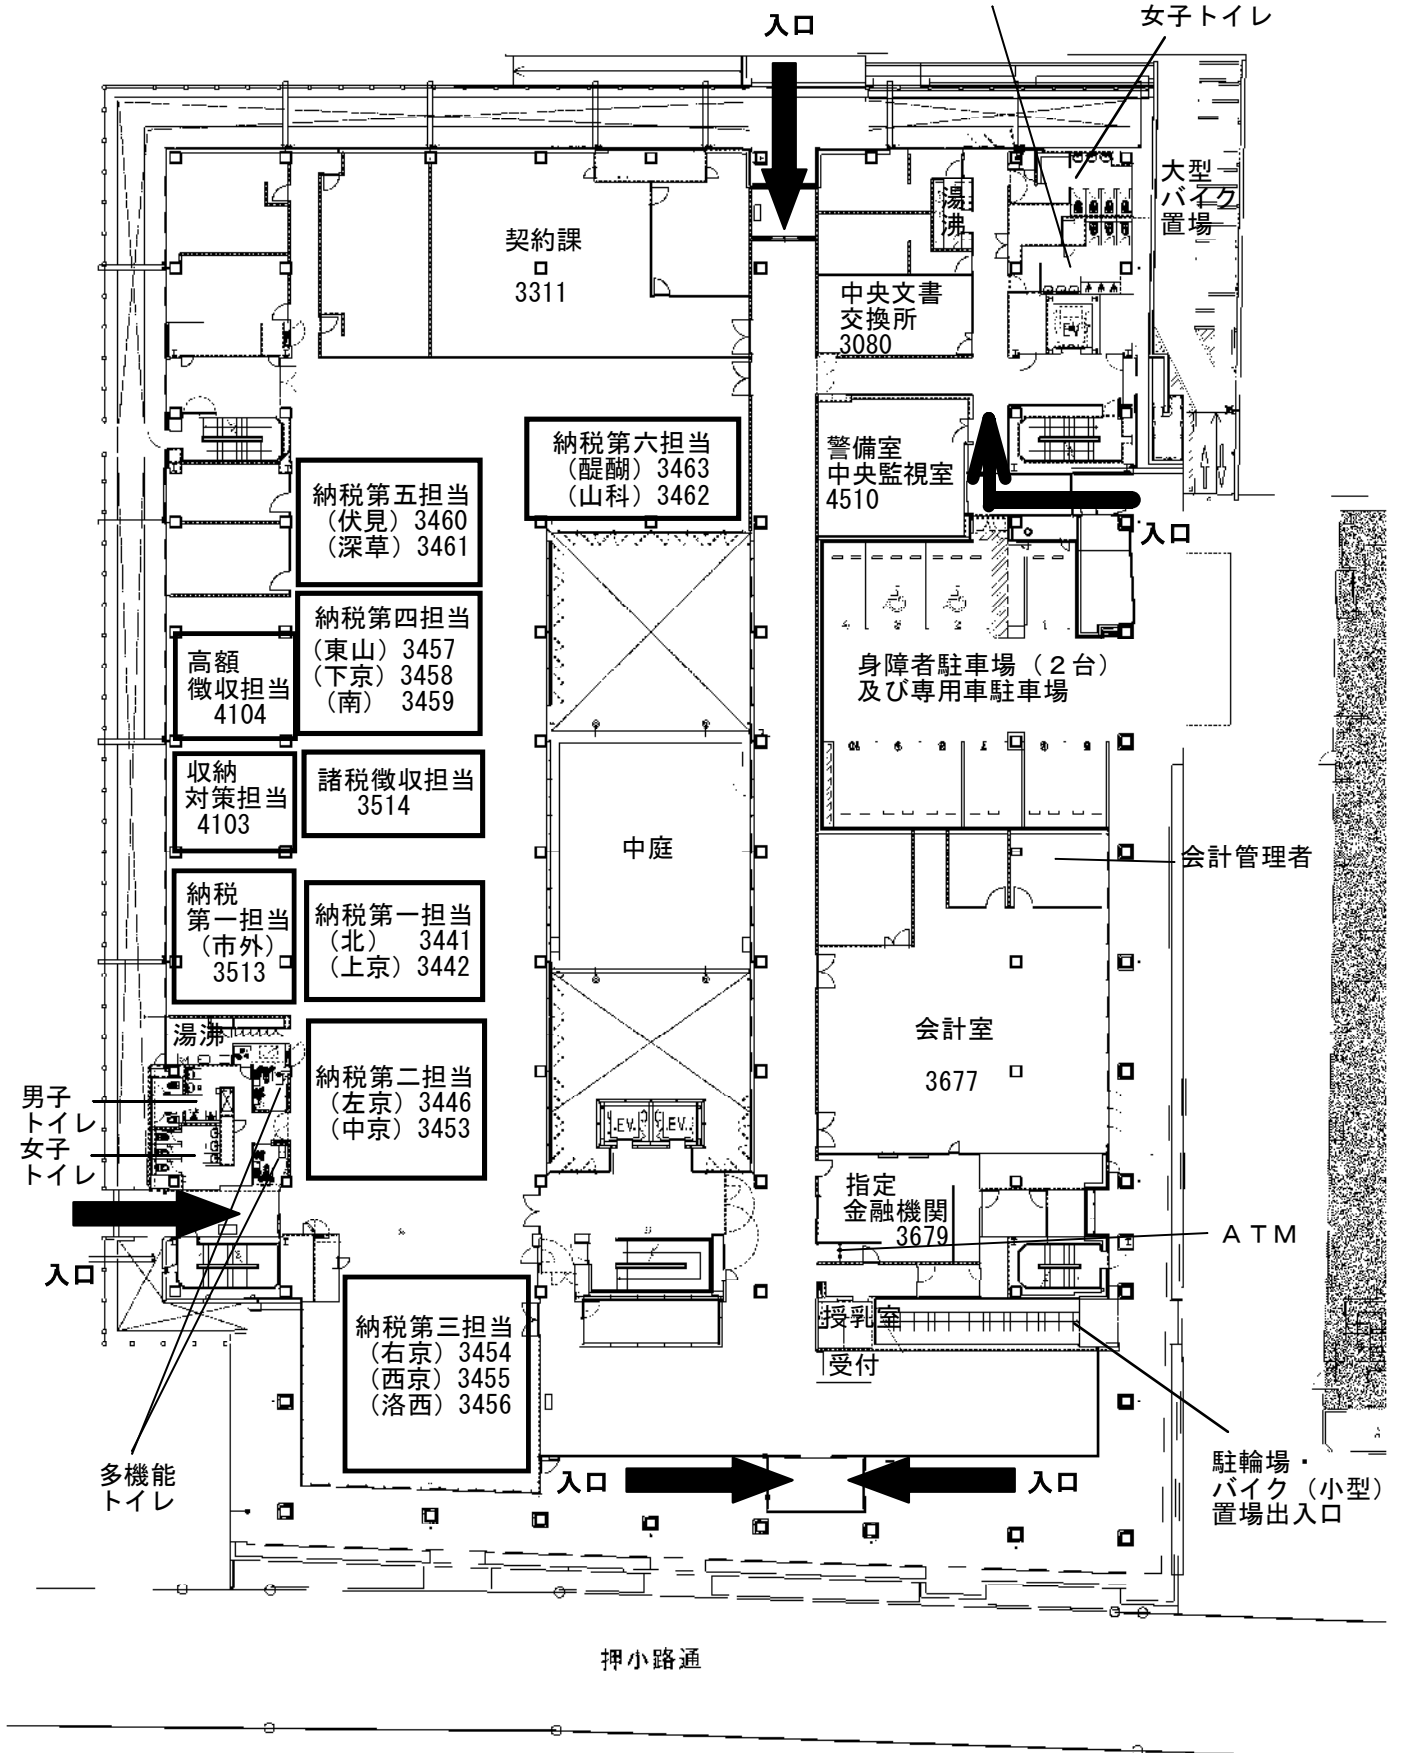 入口
女子トイレ
大型
バイク
置場
湯沸
契約課
3311
中央文書
交換所
3080
EV
納税第六担当
(醍醐) 3463
(山科) 3462
警備室
中央監視室
4510
納税第五担当
(伏見) 3460
(深草) 3461
入口
納税第四担当
(東山) 3457
(下京) 3458
(南) 3459
高額
徴収担当
4104
身障者駐車場(2台)
及び専用車駐車場
収納
対策担当
4103
諸税徴収担当
3514
中庭
会計管理者
納税
第一担当
(市外)
3513
納税第一担当
(北) 3441
(上京) 3442
会計室
3677
湯沸
納税第二担当
(左京) 3446
(中京) 3453
男子
トイレ
女子
トイレ
EV.
EV.
指定
金融機関
3679
ATM
入口
授乳室
受付
納税第三担当
(右京) 3454
(西京) 3455
(洛西) 3456
多機能
トイレ
入口
入口
駐輪場・
バイク(小型)
置場出入口
押小路通